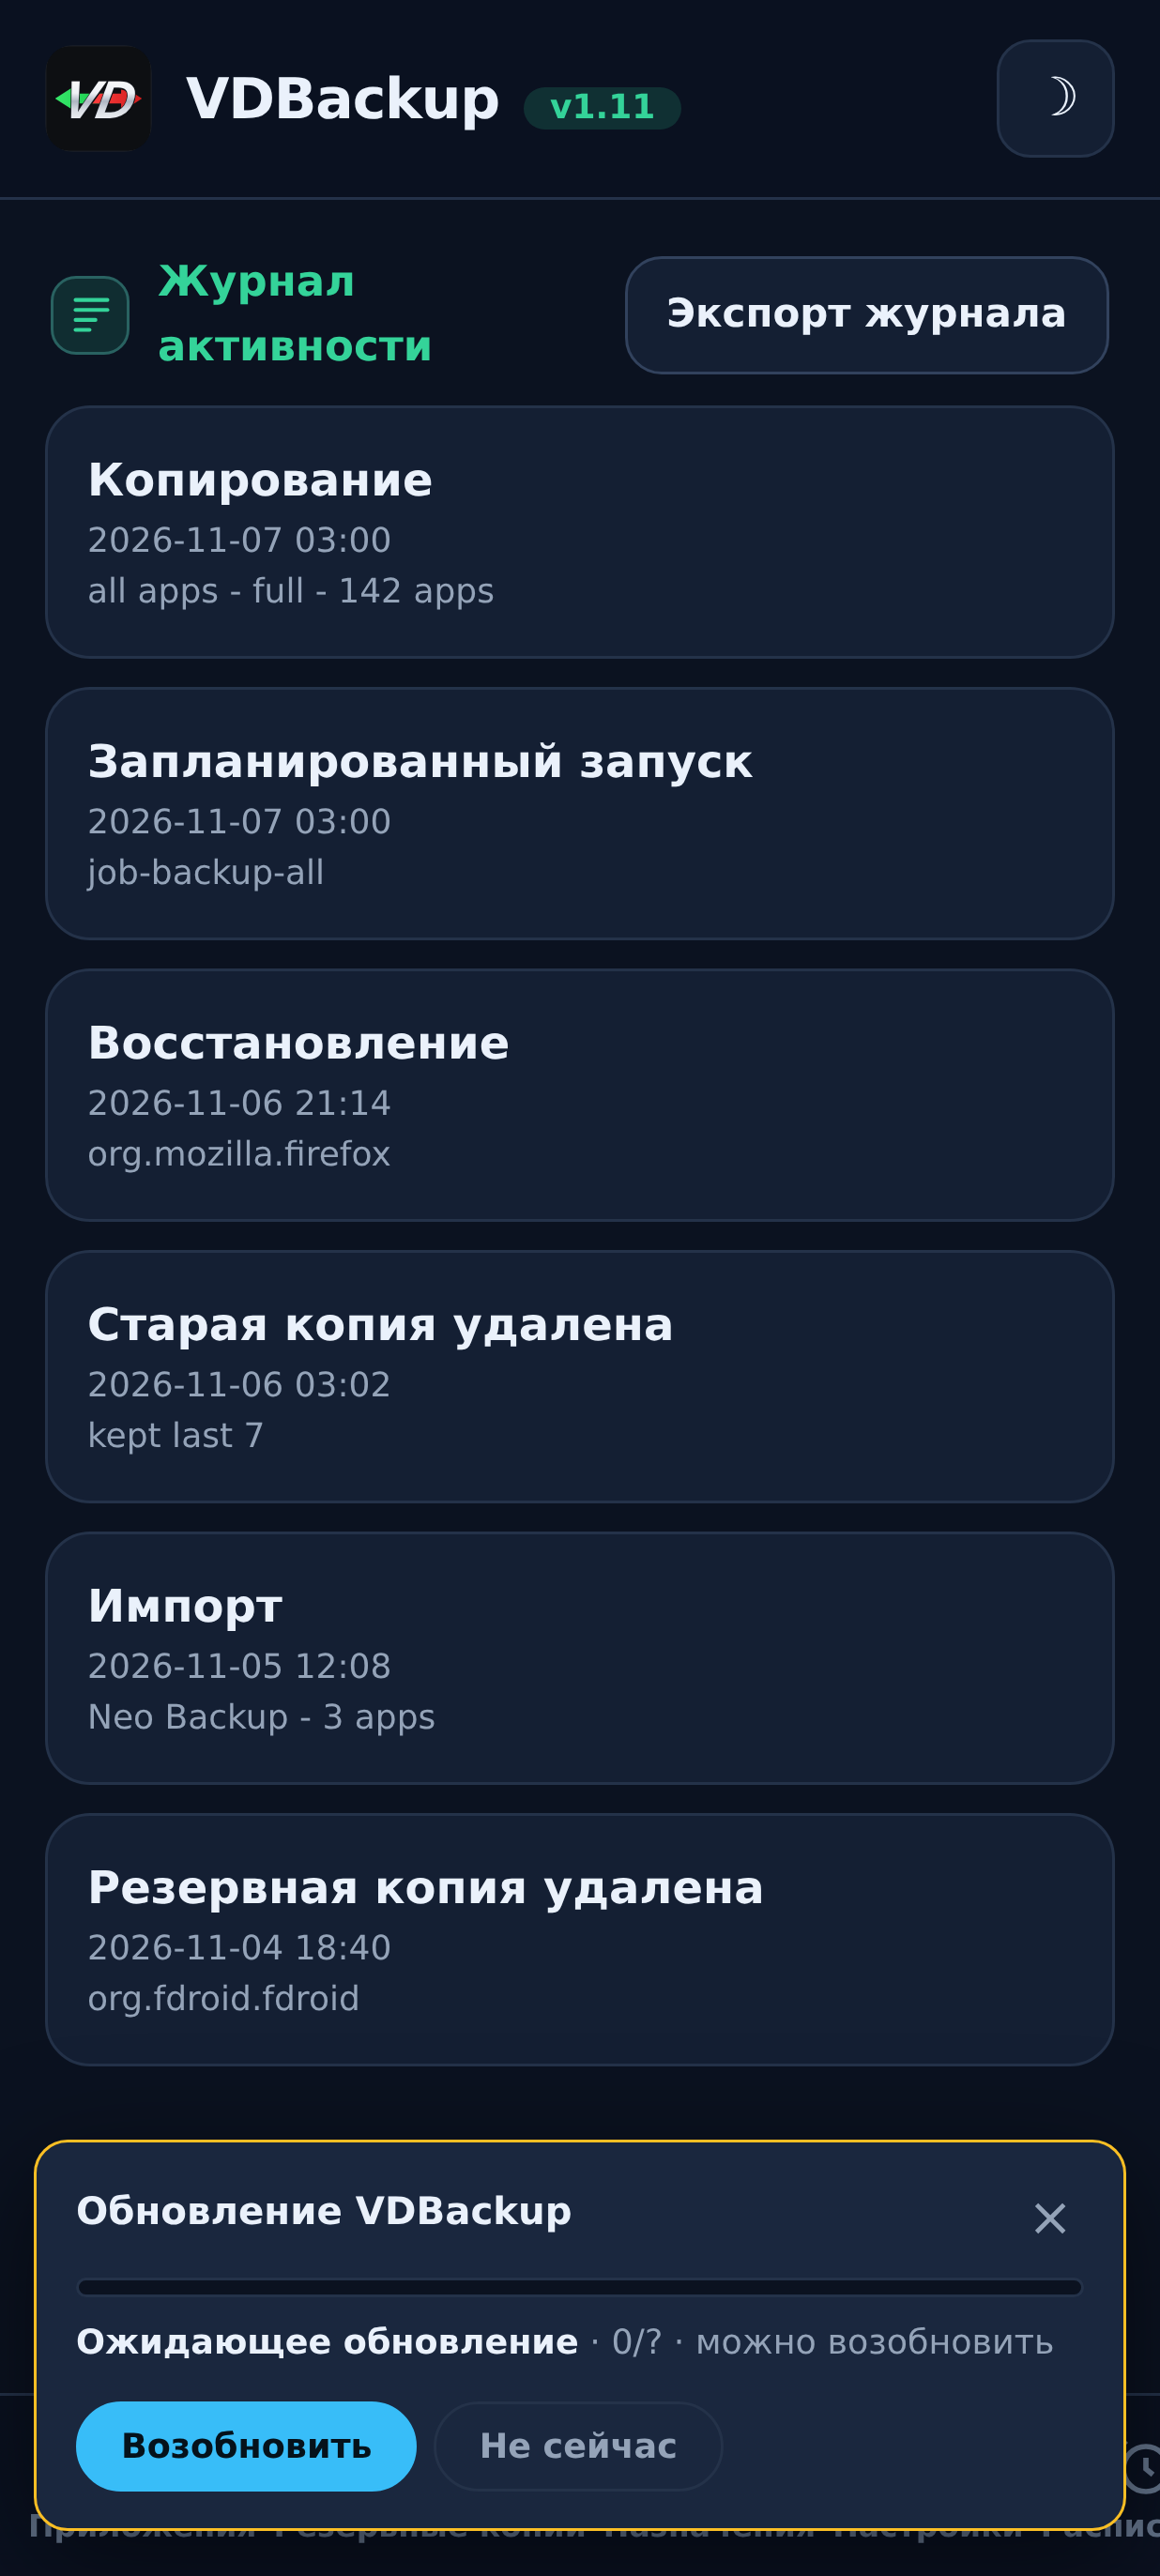 VD
VDBackup v1.11
Журнал
активности
Экспорт журнала
Копирование
2026-11-07 03:00
all apps - full - 142 apps
Запланированный запуск
2026-11-07 03:00
job-backup-all
Восстановление
2026-11-06 21:14
org.mozilla.firefox
Старая копия удалена
2026-11-06 03:02
kept last 7
Импорт
2026-11-05 12:08
Neo Backup - 3 apps
Резервная копия удалена
2026-11-04 18:40
org.fdroid.fdroid
Обновление VDBackup
Ожидающее обновление · 0/? · можно возобновить
Возобновить
Не сейчас